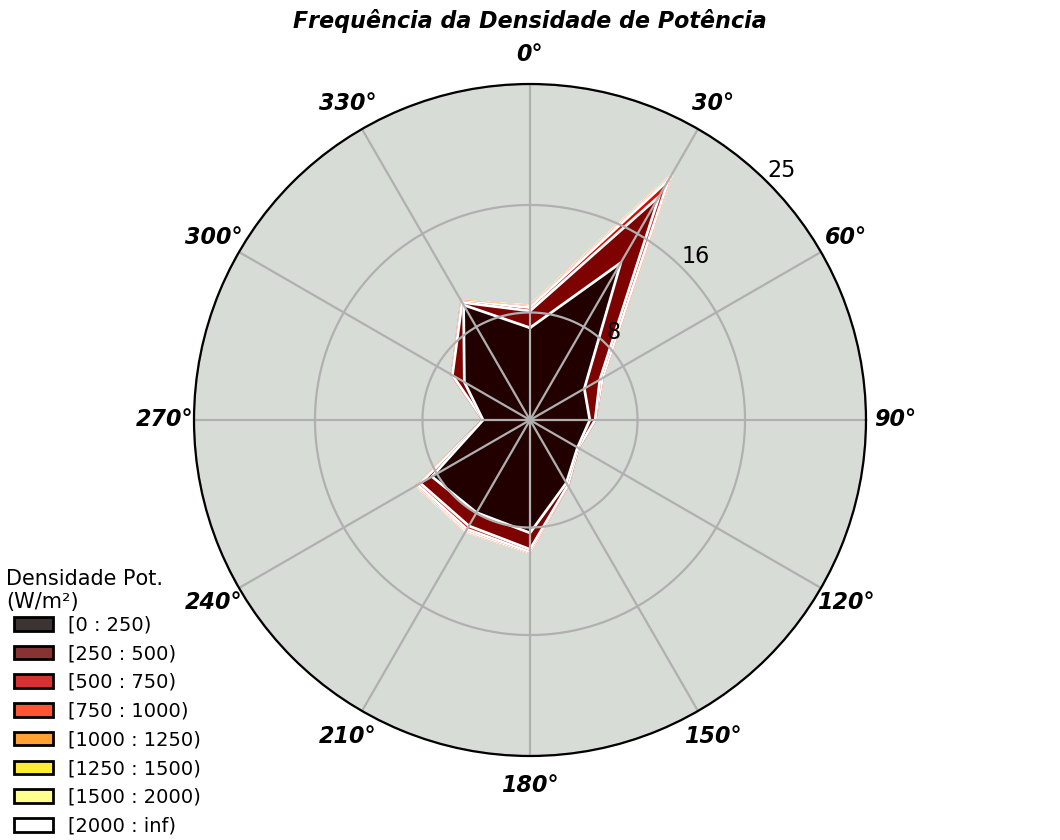 Frequência da Densidade de Potência
0°
330°
30°
25
300°
60°
16
8
270°
90°
240°
120°
210°
150°
180°
Densidade Pot.
(W/m²)
[0 : 250)
[250 : 500)
[500 : 750)
[750 : 1000)
[1000 : 1250)
[1250 : 1500)
[1500 : 2000)
[2000 : inf)